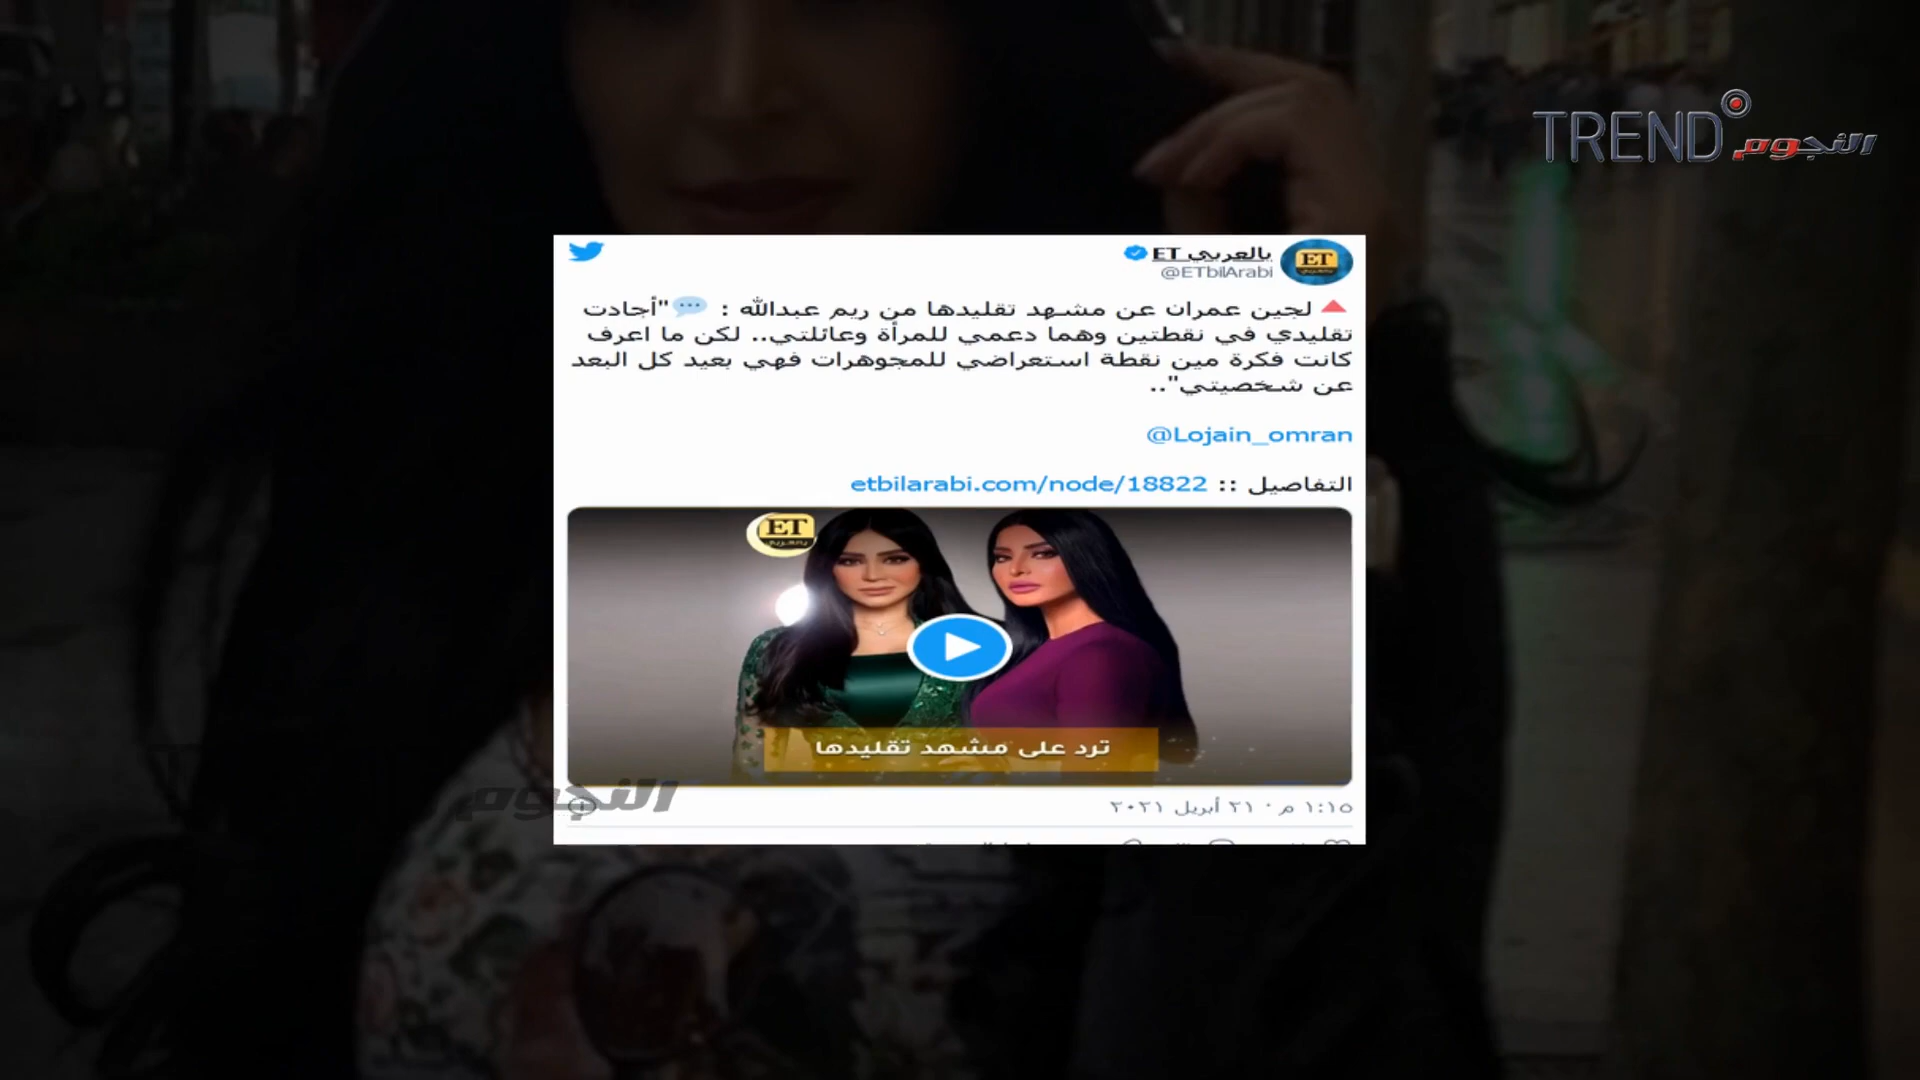 TREND النجوم
ET بالعربي
@ETbilArabi
لجين عمران عن مشهد تقليدها من ريم عبدالله : "أجادت
تقليدي في نقطتين وهما دعمي للمرأة وعائلتي.. لكن ما اعرف
كانت فكرة مين نقطة استعراضي للمجوهرات فهي بعيد كل البعد
عن شخصيتي"..
@Lojain_omran
التفاصيل :: etbilarabi.com/node/18822
ET بالعربي
ترد على مشهد تقليدها
النجوم
١:١٥ م · ٢١ أبريل ٢٠٢١